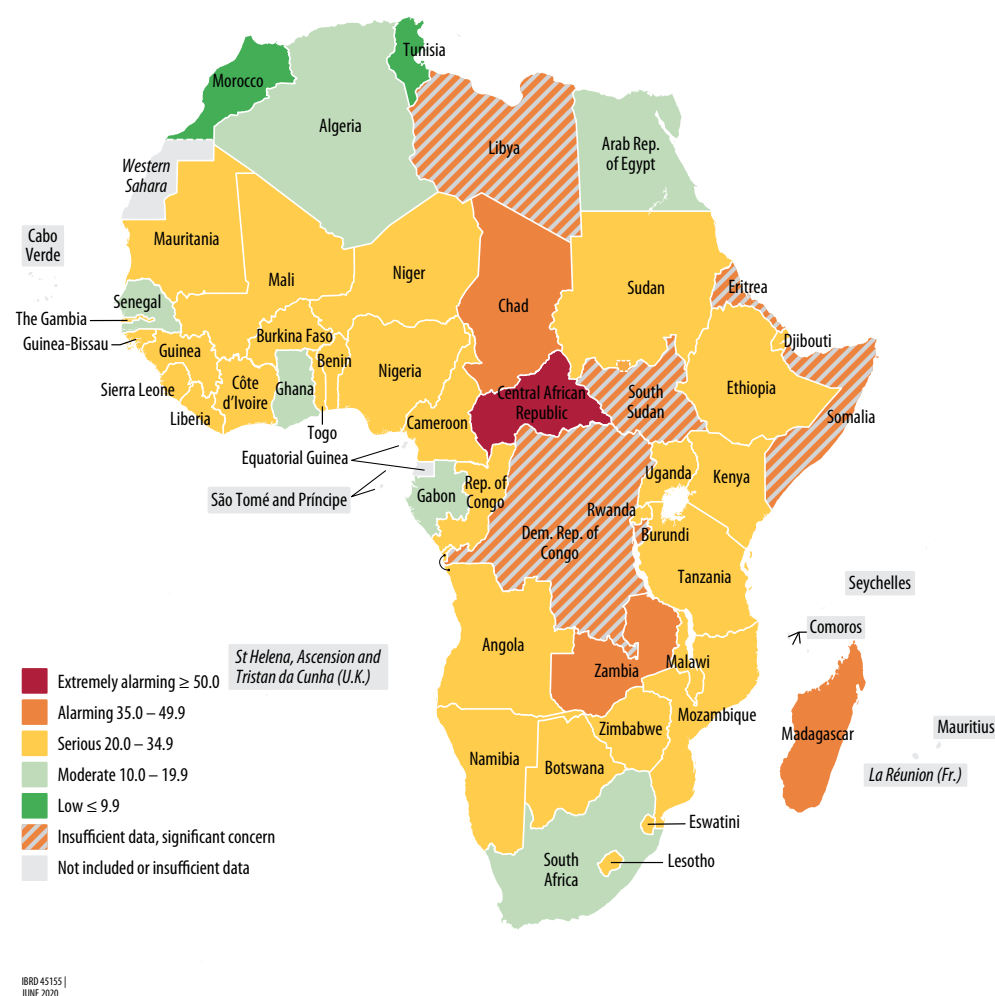 Tunisia
Morocco
Algeria
Libya
Arab Rep.
of Egypt
Western
Sahara
Cabo
Verde
Mauritania
Mali
Niger
Chad
Sudan
Eritrea
Senegal
The Gambia
Guinea-Bissau
Guinea
Burkina Faso
Benin
Nigeria
Djibouti
Sierra Leone
Côte
d’Ivoire
Ghana
Central African
Republic
South
Sudan
Ethiopia
Somalia
Liberia
Togo
Cameroon
Equatorial Guinea
São Tomé and Príncipe
Gabon
Rep. of
Congo
Uganda
Kenya
Rwanda
Dem. Rep. of
Congo
Burundi
Tanzania
Seychelles
Comoros
Angola
St Helena, Ascension and
Tristan da Cunha (U.K.)
Zambia
Malawi
Mozambique
Zimbabwe
Madagascar
Mauritius
La Réunion (Fr.)
Namibia
Botswana
Eswatini
Lesotho
South
Africa
Extremely alarming ≥ 50.0
Alarming 35.0 – 49.9
Serious 20.0 – 34.9
Moderate 10.0 – 19.9
Low ≤ 9.9
Insufficient data, significant concern
Not included or insufficient data
IBRD 45155 |
JUNE 2020